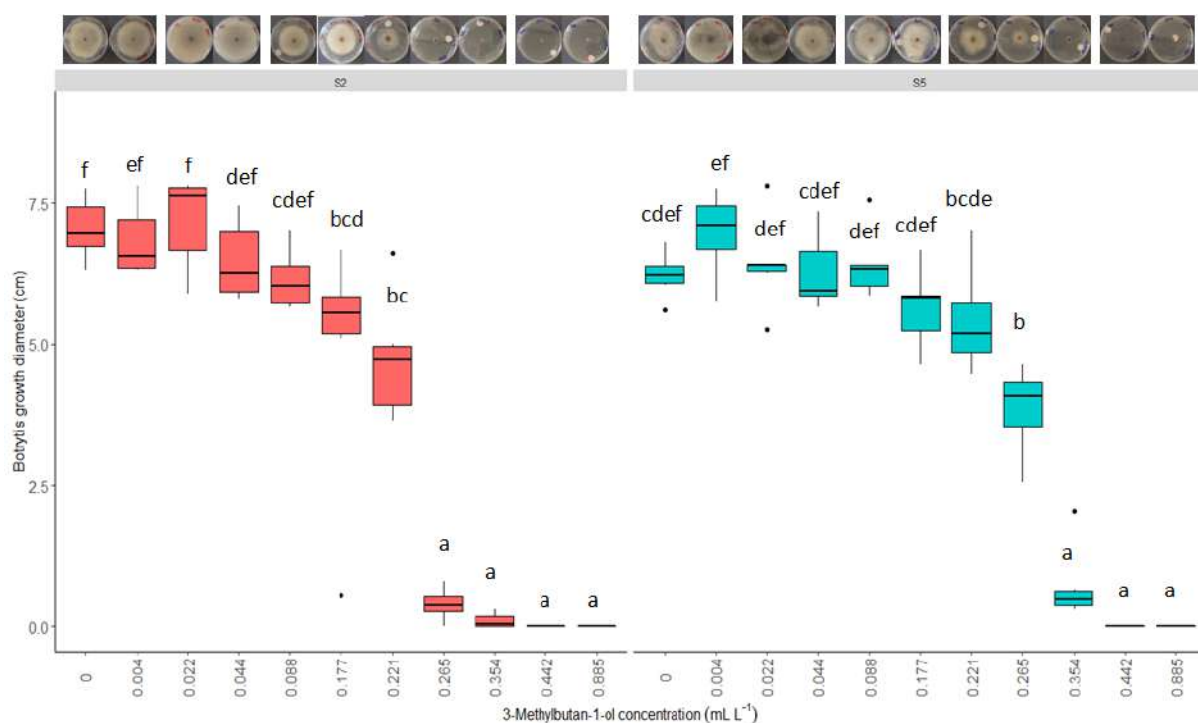 S2
S5
f
ef
f
def
cdef
bcd
bc
a
a
a
a
cdef
ef
def
cdef
def
cdef
bcde
b
a
a
a
7.5
5.0
2.5
0.0
Botrytis growth diameter (cm)
0 0.004 0.022 0.044 0.088 0.177 0.221 0.265 0.354 0.442 0.885
0 0.004 0.022 0.044 0.088 0.177 0.221 0.265 0.354 0.442 0.885
3-Methylbutan-1-ol concentration (mL L⁻¹)